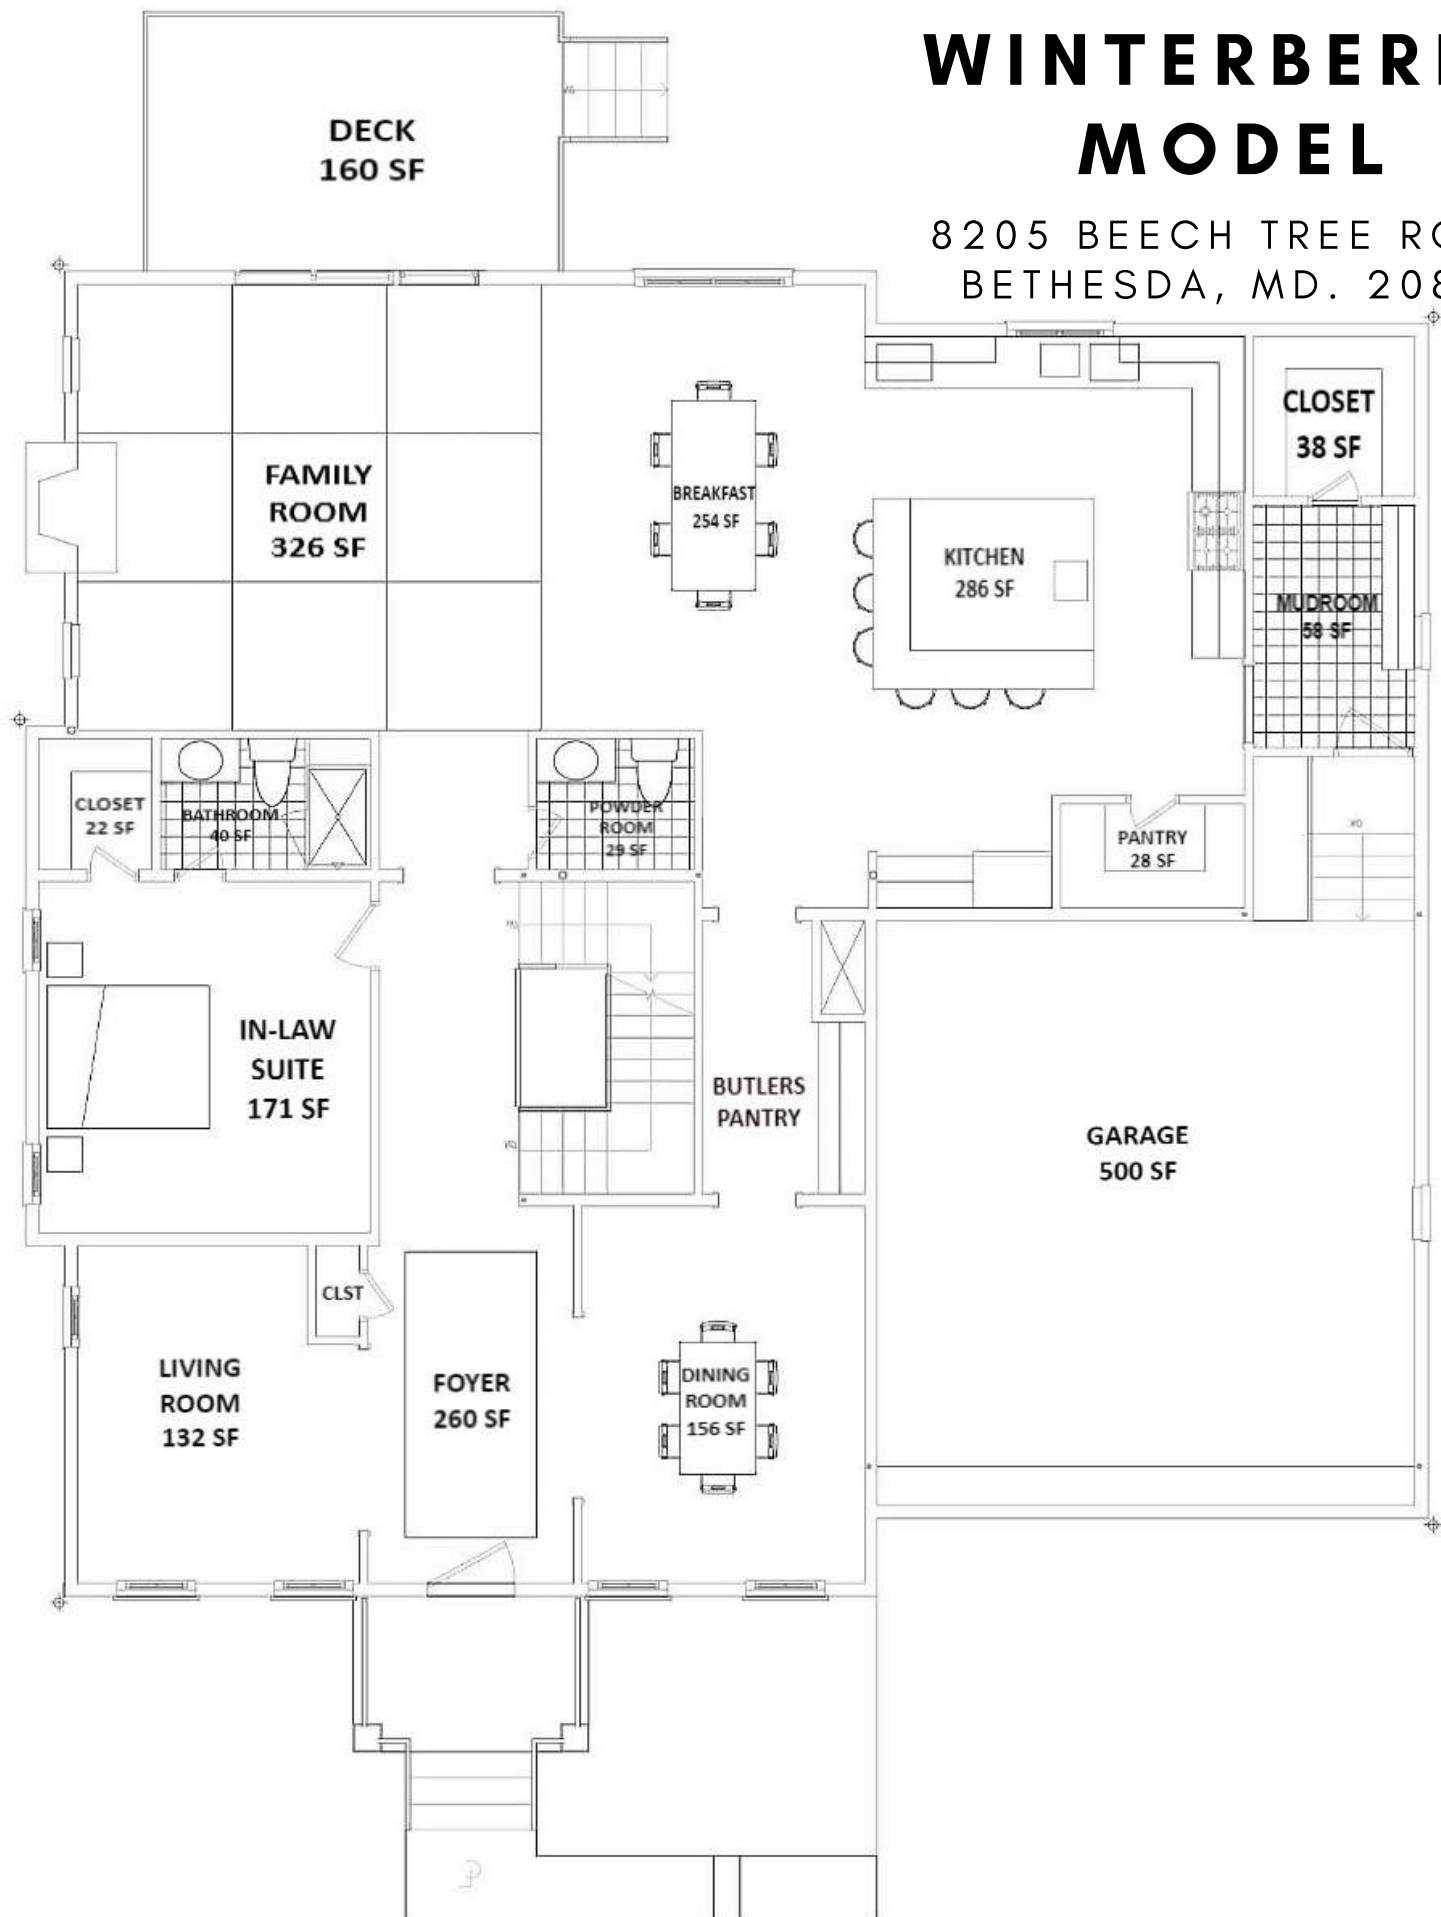 WINTERBER
MODEL
8205 BEECH TREE RO
BETHESDA, MD. 208
DECK
160 SF
FAMILY
ROOM
326 SF
BREAKFAST
254 SF
KITCHEN
286 SF
CLOSET
38 SF
MUDROOM
58 SF
CLOSET
22 SF
BATHROOM
40 SF
POWDER
ROOM
29 SF
PANTRY
28 SF
IN-LAW
SUITE
171 SF
BUTLERS
PANTRY
GARAGE
500 SF
CLST
LIVING
ROOM
132 SF
FOYER
260 SF
DINING
ROOM
156 SF